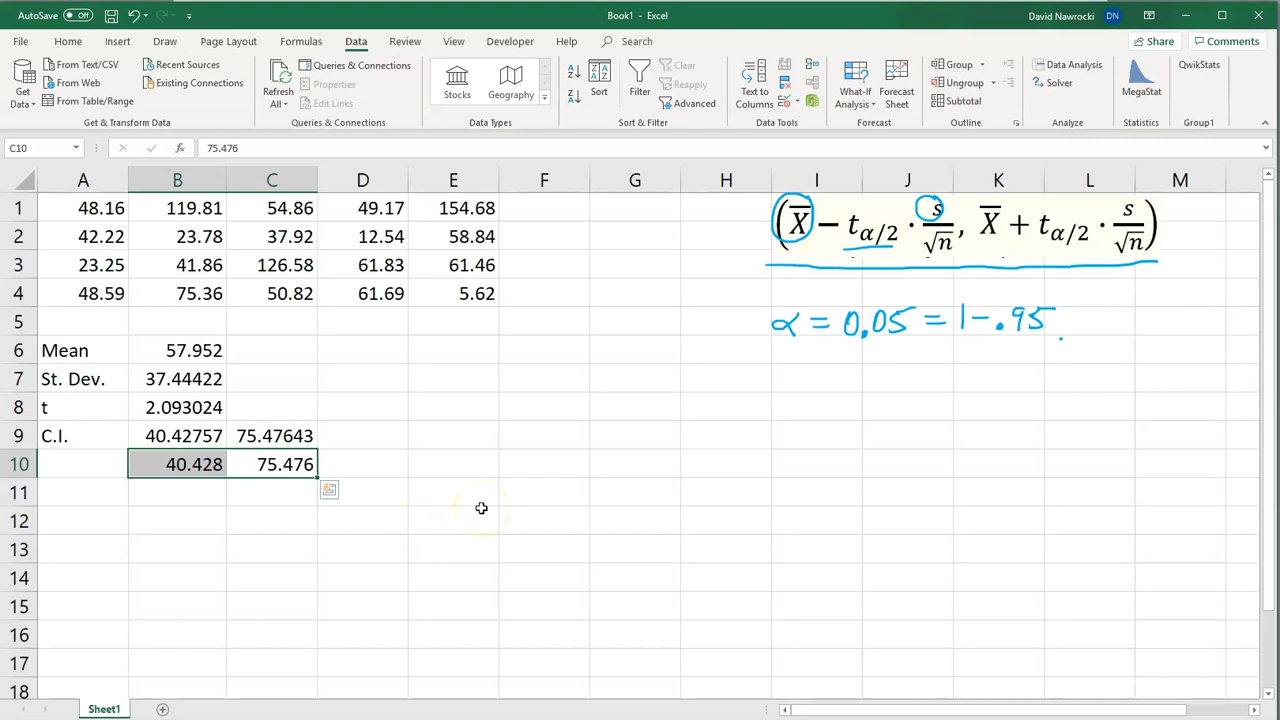 AutoSave Off
Book1 - Excel
David Nawrocki DN
File Home Insert Draw Page Layout Formulas Data Review View Developer Help Search Share Comments
Get Data
From Text/CSV
From Web
From Table/Range
Recent Sources
Existing Connections
Get & Transform Data
Refresh All
Queries & Connections
Properties
Edit Links
Queries & Connections
Stocks
Geography
Data Types
Sort
Filter
Clear
Reapply
Advanced
Sort & Filter
Text to Columns
Data Tools
What-If Analysis
Forecast Sheet
Forecast
Group
Ungroup
Subtotal
Outline
Data Analysis
Solver
Analyze
MegaStat
Statistics
QwikStats
Group1
C10 fx 75.476
A B C D E F G H I J K L M
1 48.16 119.81 54.86 49.17 154.68
2 42.22 23.78 37.92 12.54 58.84
3 23.25 41.86 126.58 61.83 61.46
4 48.59 75.36 50.82 61.69 5.62
5
6 Mean 57.952
7 St. Dev. 37.44422
8 t 2.093024
9 C.I. 40.42757 75.47643
10 40.428 75.476
11
12
13
14
15
16
17
18
(X̅ − tα/2 · s/√n, X̅ + tα/2 · s/√n)
α = 0.05 = 1-.95
Sheet1